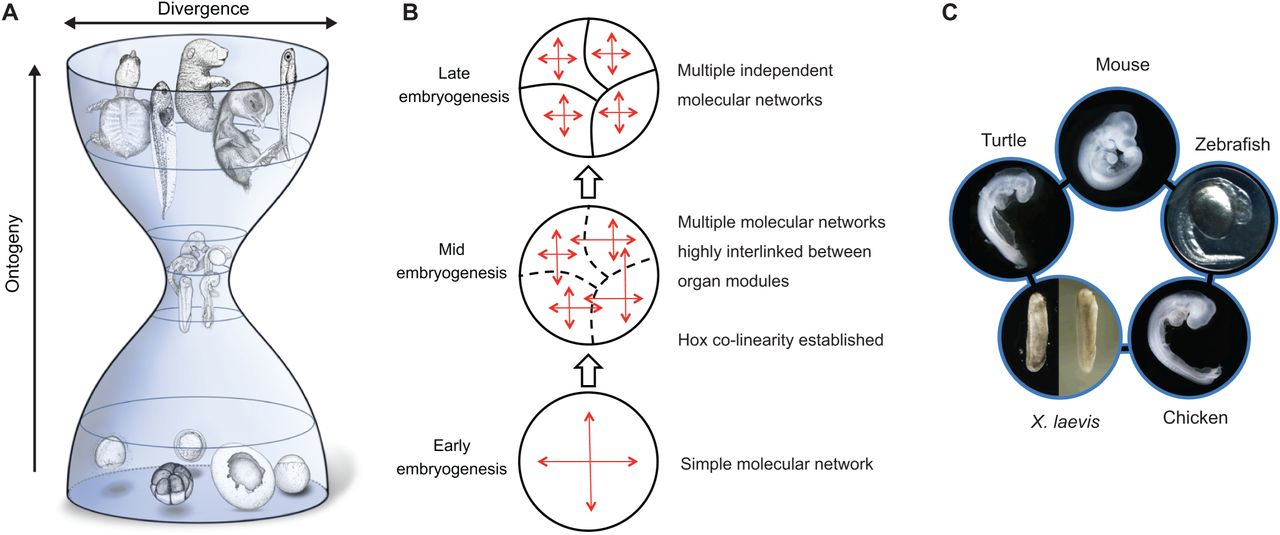 A
Divergence
Ontogeny
B
Late
embryogenesis
Multiple independent
molecular networks
Mid
embryogenesis
Multiple molecular networks
highly interlinked between
organ modules
Hox co-linearity established
Early
embryogenesis
Simple molecular network
C
Mouse
Turtle
Zebrafish
X. laevis
Chicken